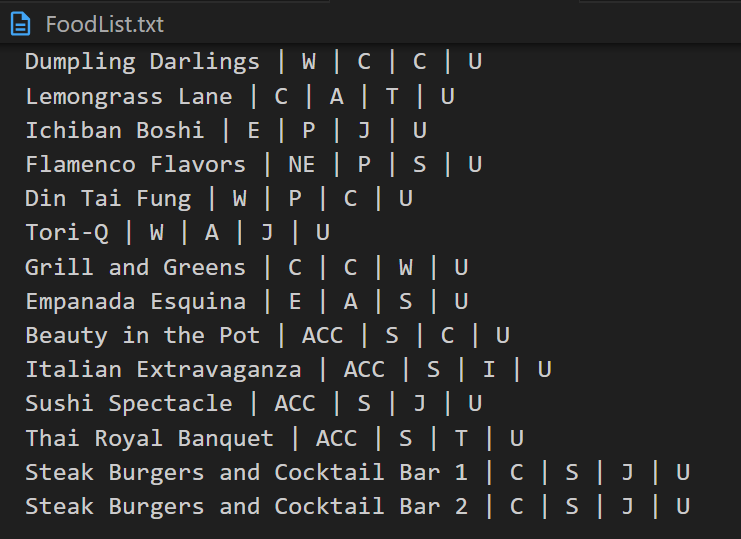 FoodList.txt
Dumpling Darlings | W | C | C | U
Lemongrass Lane | C | A | T | U
Ichiban Boshi | E | P | J | U
Flamenco Flavors | NE | P | S | U
Din Tai Fung | W | P | C | U
Tori-Q | W | A | J | U
Grill and Greens | C | C | W | U
Empanada Esquina | E | A | S | U
Beauty in the Pot | ACC | S | C | U
Italian Extravaganza | ACC | S | I | U
Sushi Spectacle | ACC | S | J | U
Thai Royal Banquet | ACC | S | T | U
Steak Burgers and Cocktail Bar 1 | C | S | J | U
Steak Burgers and Cocktail Bar 2 | C | S | J | U